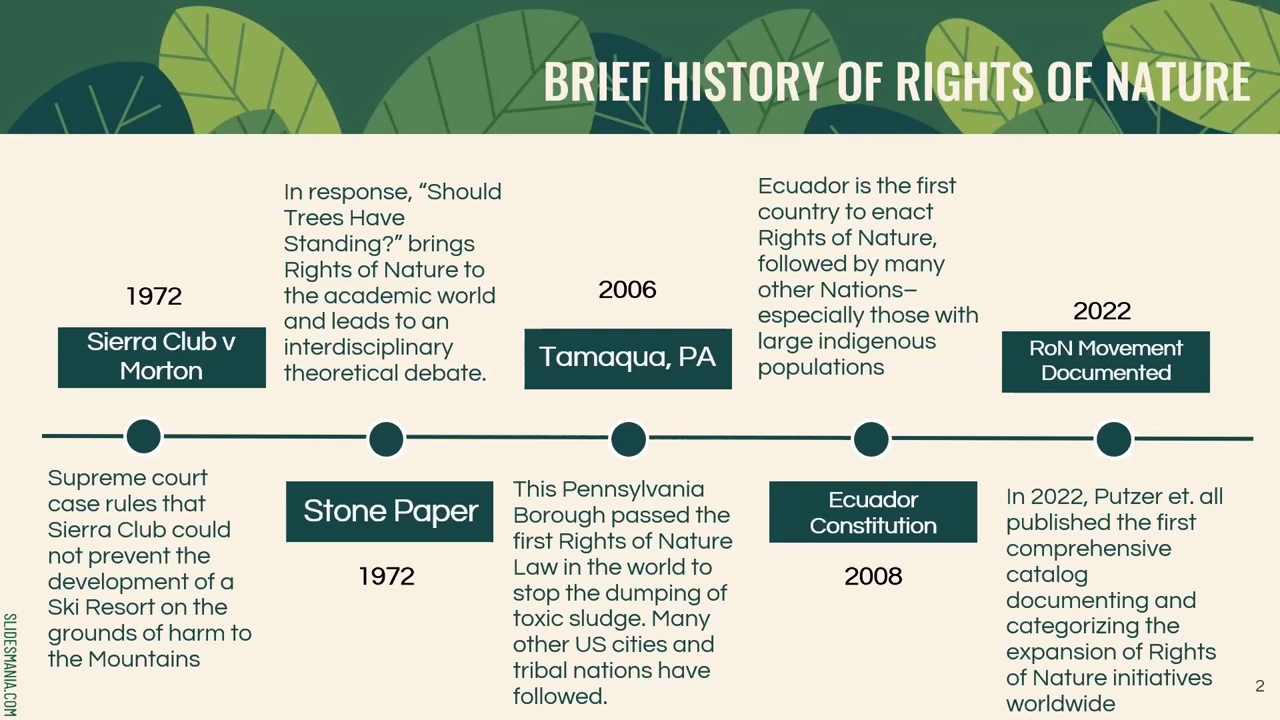 BRIEF HISTORY OF RIGHTS OF NATURE
1972
Sierra Club v
Morton
Supreme court
case rules that
Sierra Club could
not prevent the
development of a
Ski Resort on the
grounds of harm to
the Mountains
In response, “Should
Trees Have
Standing?” brings
Rights of Nature to
the academic world
and leads to an
interdisciplinary
theoretical debate.
Stone Paper
1972
2006
Tamaqua, PA
This Pennsylvania
Borough passed the
first Rights of Nature
Law in the world to
stop the dumping of
toxic sludge. Many
other US cities and
tribal nations have
followed.
Ecuador is the first
country to enact
Rights of Nature,
followed by many
other Nations–
especially those with
large indigenous
populations
Ecuador
Constitution
2008
2022
RoN Movement
Documented
In 2022, Putzer et. all
published the first
comprehensive
catalog
documenting and
categorizing the
expansion of Rights
of Nature initiatives
worldwide
2
SLIDESMANIA.COM